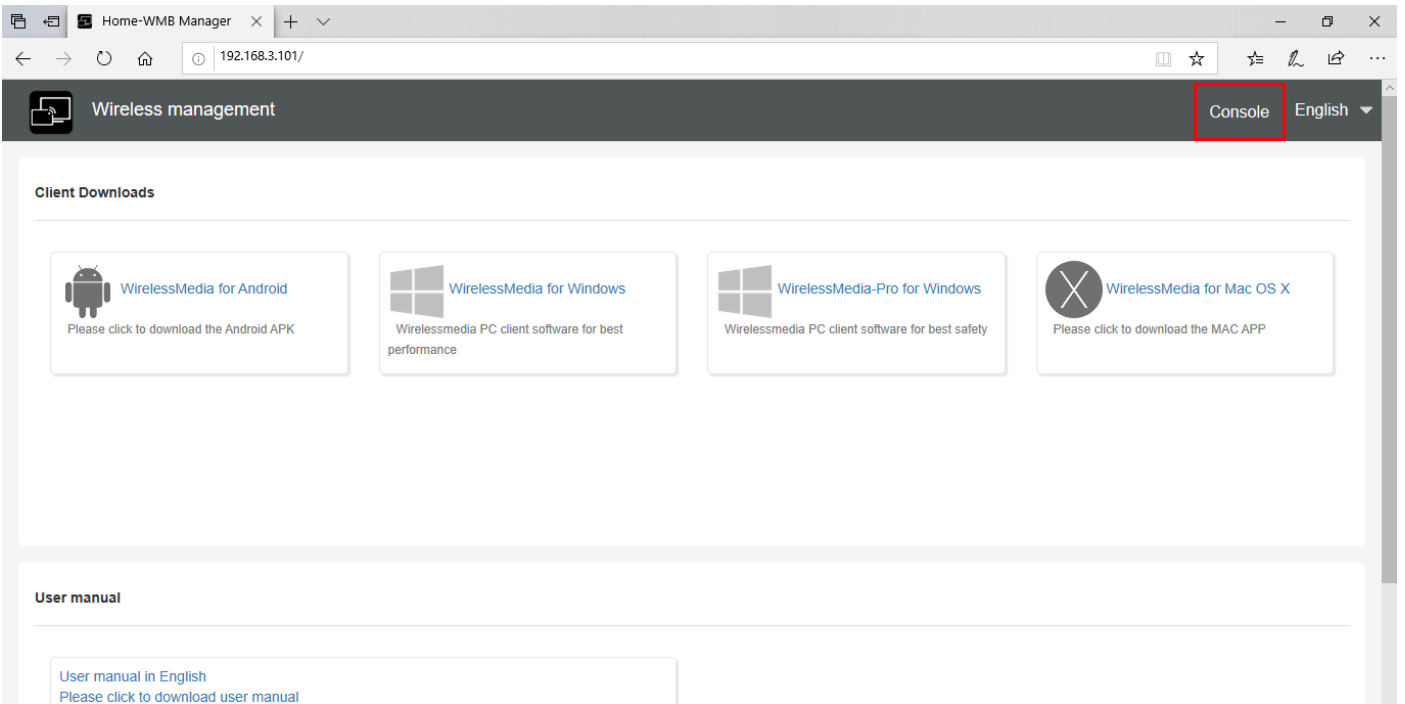 Home-WMB Manager
192.168.3.101/
Wireless management
Console
English
Client Downloads
WirelessMedia for Android
Please click to download the Android APK
WirelessMedia for Windows
Wirelessmedia PC client software for best
performance
WirelessMedia-Pro for Windows
Wirelessmedia PC client software for best safety
WirelessMedia for Mac OS X
Please click to download the MAC APP
User manual
User manual in English
Please click to download user manual